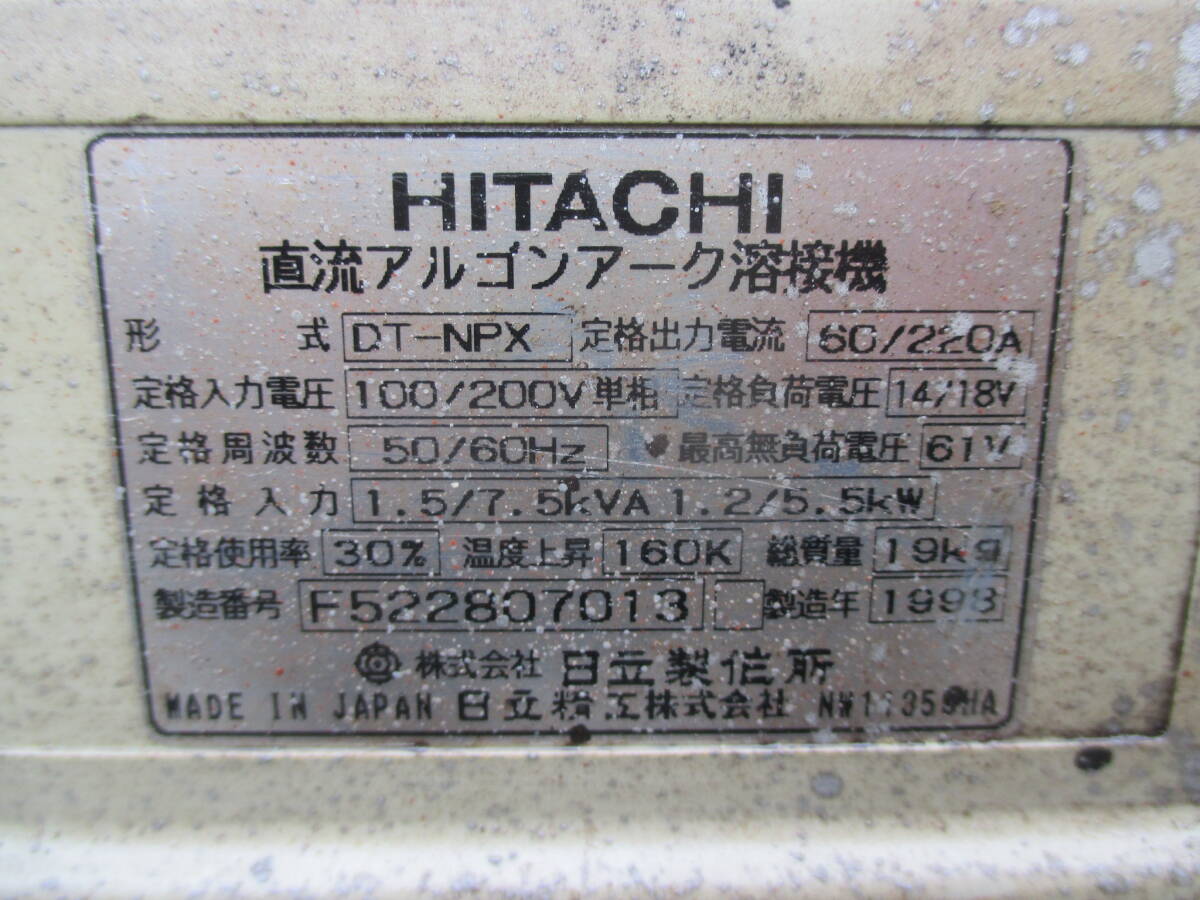 HITACHI
直流アルゴンアーク溶接機
形 式 DT-NPX 定格出力電流 60/220A
定格入力電圧 100/200V 単相 定格負荷電圧 14/18V
定格周波数 50/60Hz 最高無負荷電圧 61V
定格入力 1.5/7.5kVA 1.2/5.5kW
定格使用率 30% 温度上昇 160K 総質量 19kg
製造番号 F522807013 製造年 1998
株式会社 日立製作所
MADE IN JAPAN 日立精工株式会社